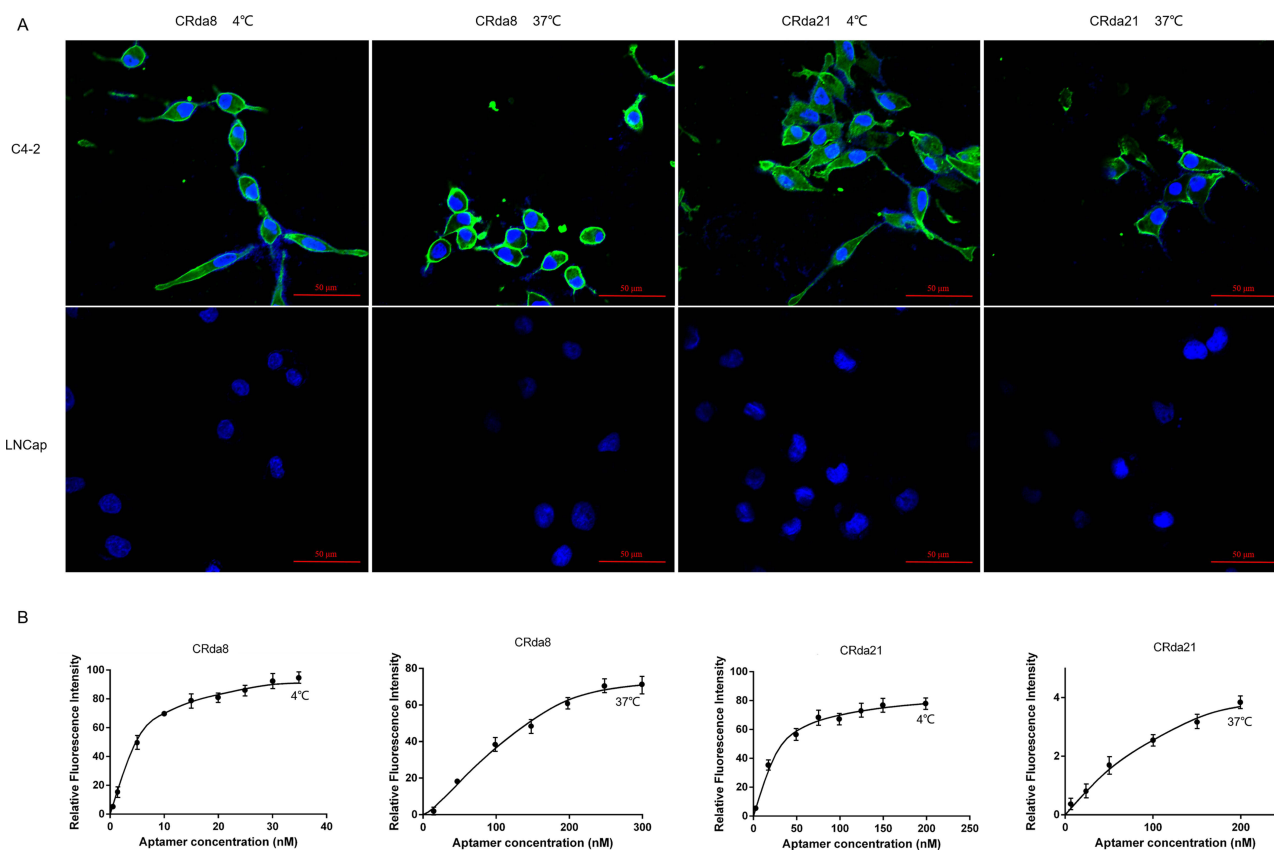 A
CRda8 4℃
CRda8 37℃
CRda21 4℃
CRda21 37℃
C4-2
50 μm
50 μm
50 μm
50 μm
LNCap
50 μm
50 μm
50 μm
50 μm
B
CRda8
Relative Fluorescence Intensity
100
80
60
40
20
0
4℃
0 10 20 30 40
Aptamer concentration (nM)
CRda8
Relative Fluorescence Intensity
80
60
40
20
0
37℃
0 100 200 300
Aptamer concentration (nM)
CRda21
Relative Fluorescence Intensity
100
80
60
40
20
0
4℃
0 50 100 150 200 250
Aptamer concentration (nM)
CRda21
Relative Fluorescence Intensity
4
2
0
37℃
0 100 200
Aptamer concentration (nM)